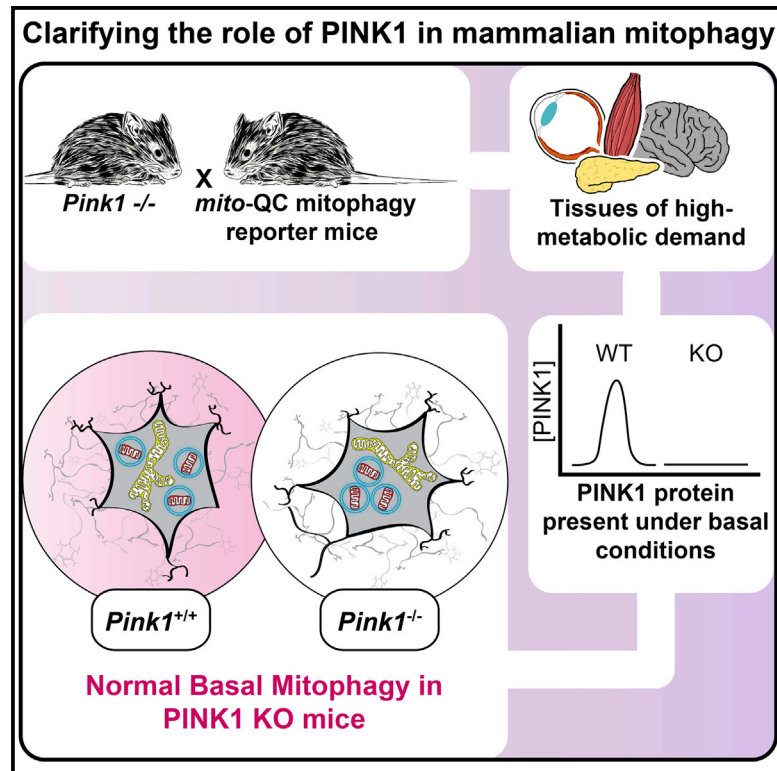 Clarifying the role of PINK1 in mammalian mitophagy
Pink1 -/-
X
mito-QC mitophagy
reporter mice
Tissues of high-
metabolic demand
WT
KO
[PINK1]
PINK1 protein
present under basal
conditions
Pink1+/+
Pink1-/-
Normal Basal Mitophagy in
PINK1 KO mice